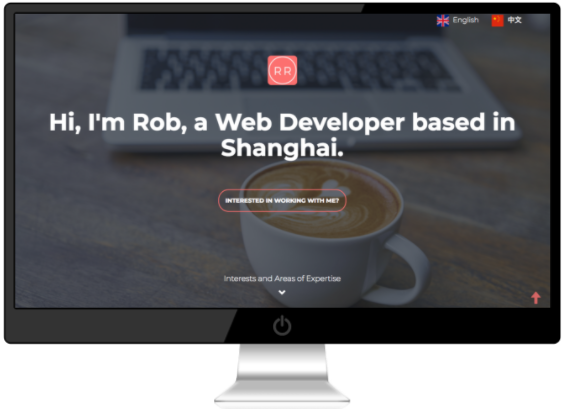 English 中文
RR
Hi, I'm Rob, a Web Developer based in
Shanghai.
INTERESTED IN WORKING WITH ME?
Interests and Areas of Expertise